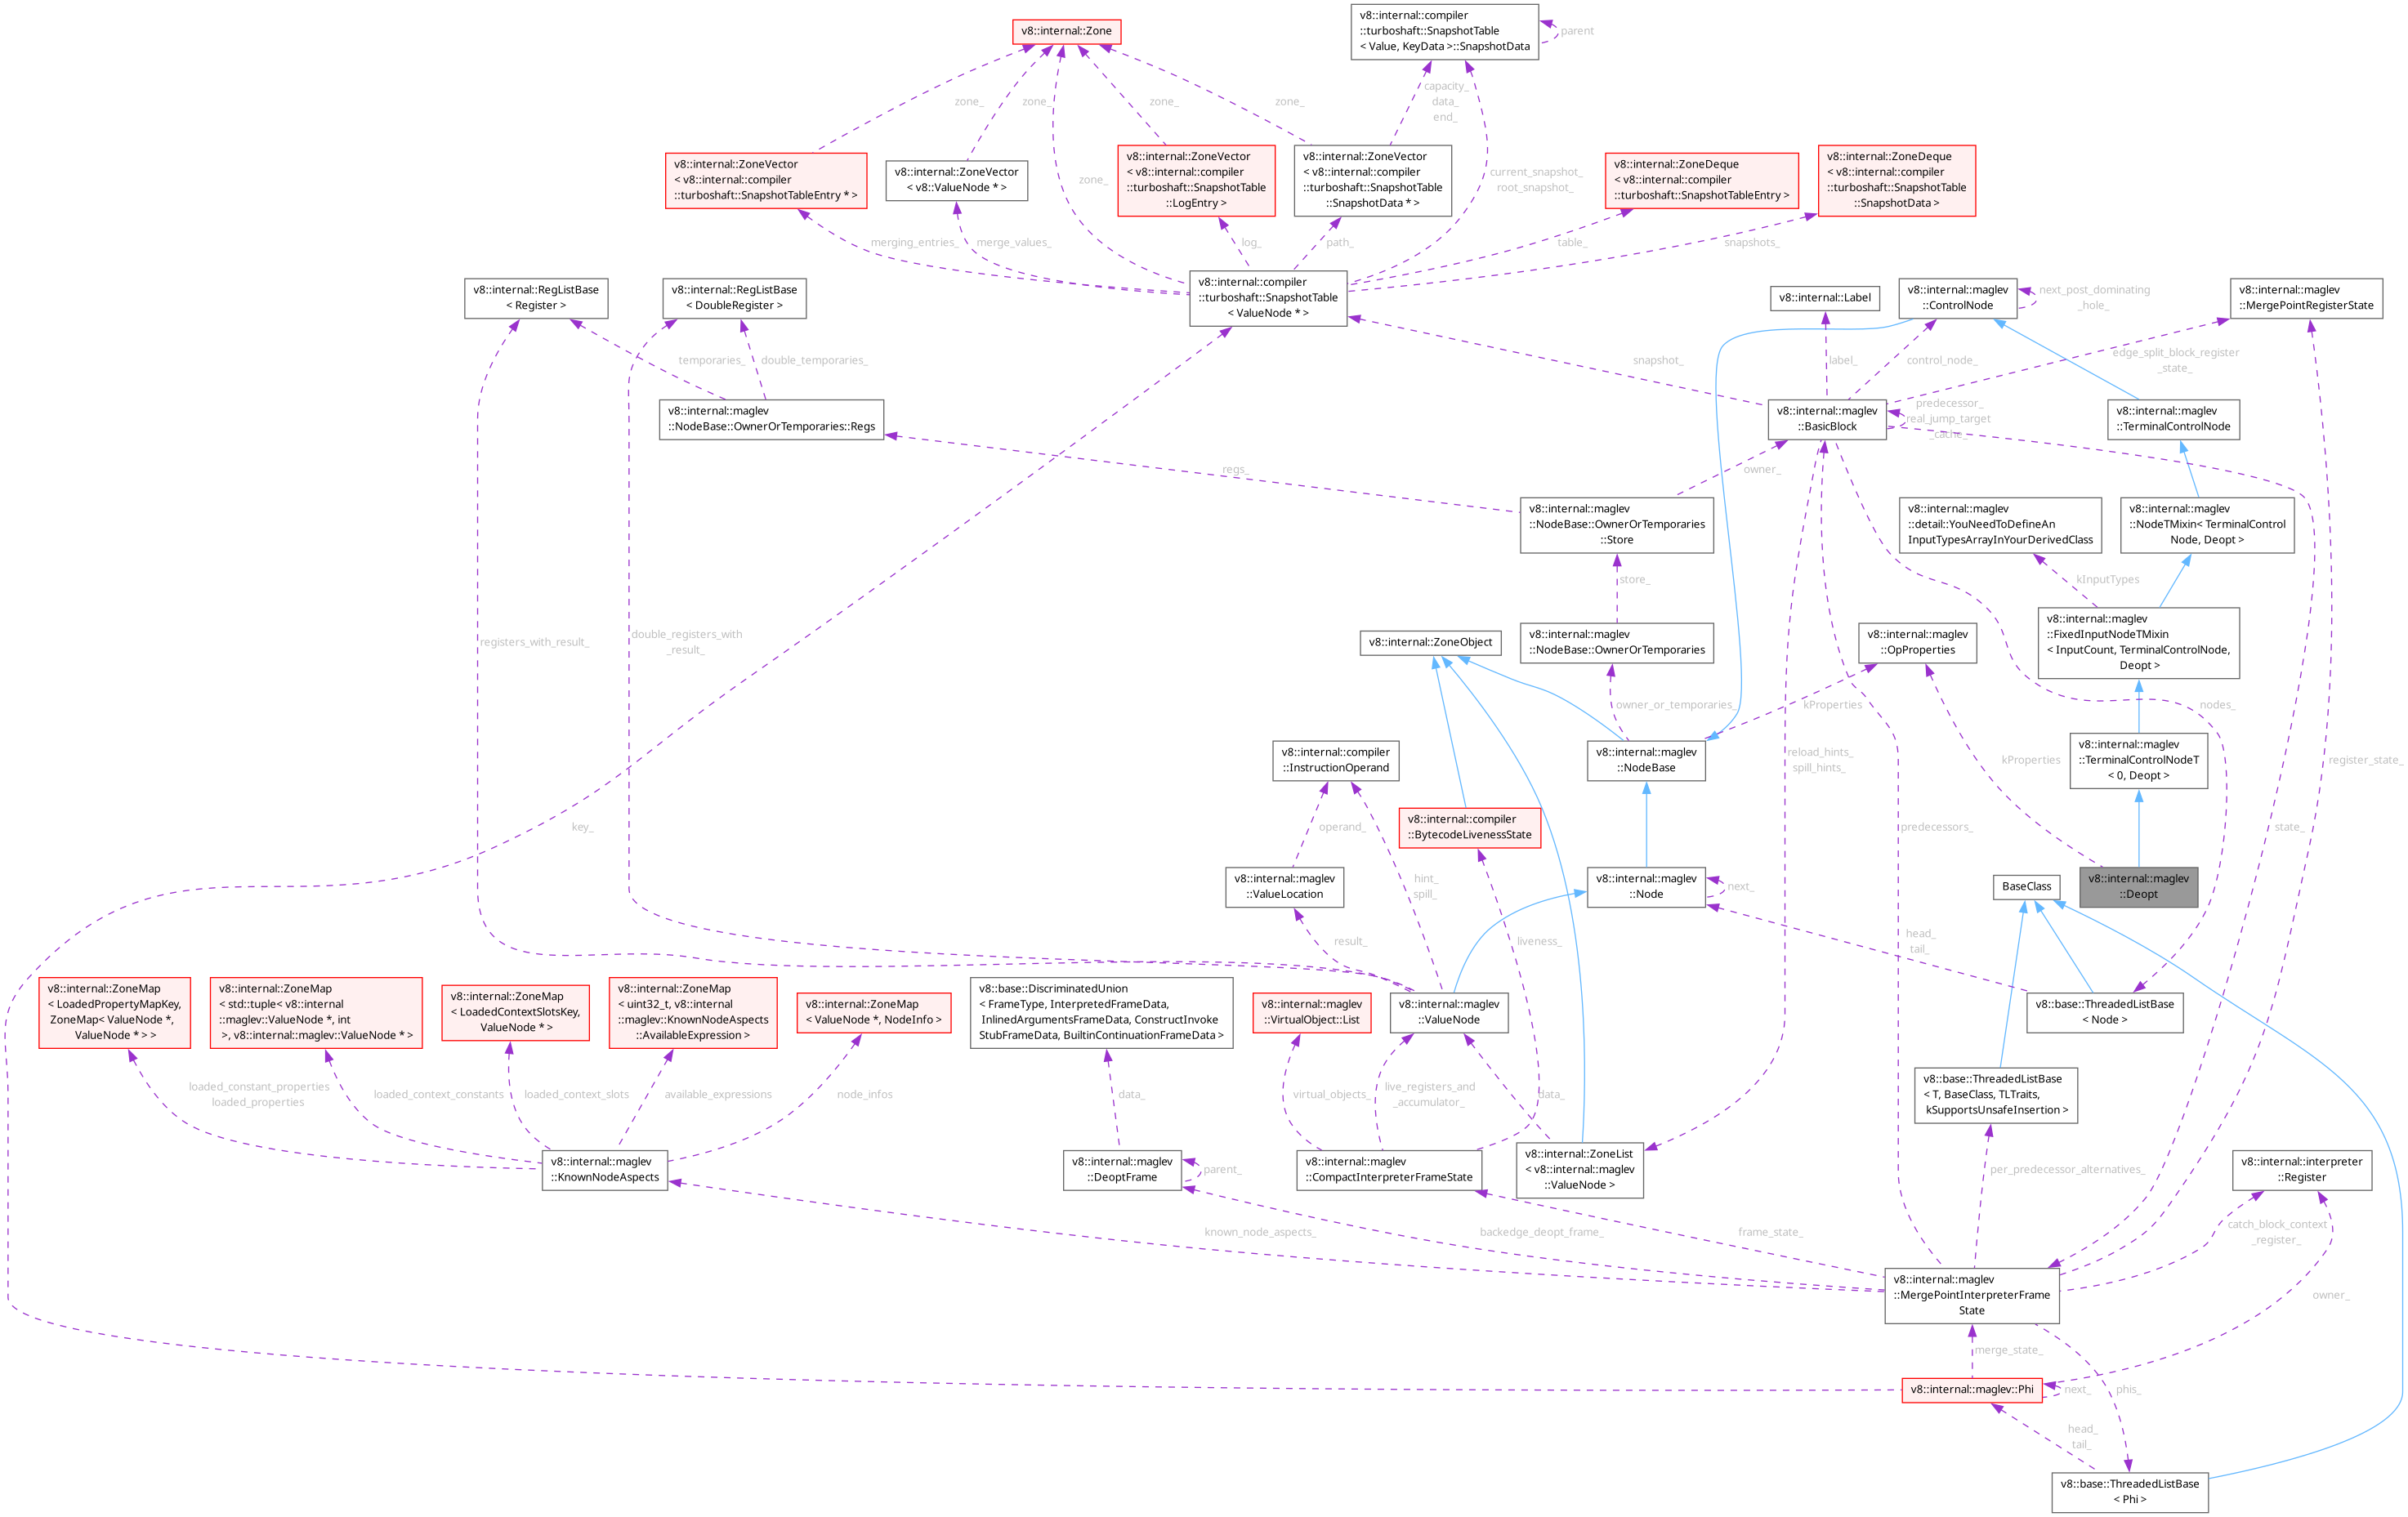 v8::internal::compiler
::turboshaft::SnapshotTable
< Value, KeyData >::SnapshotData
parent
v8::internal::Zone
zone_
zone_
zone_
zone_
zone_
capacity_
data_
end_
v8::internal::ZoneVector
< v8::internal::compiler
::turboshaft::SnapshotTableEntry * >
v8::internal::ZoneVector
< v8::ValueNode * >
v8::internal::ZoneVector
< v8::internal::compiler
::turboshaft::SnapshotTable
::LogEntry >
v8::internal::ZoneVector
< v8::internal::compiler
::turboshaft::SnapshotTable
::SnapshotData * >
current_snapshot_
root_snapshot_
v8::internal::ZoneDeque
< v8::internal::compiler
::turboshaft::SnapshotTableEntry >
v8::internal::ZoneDeque
< v8::internal::compiler
::turboshaft::SnapshotTable
::SnapshotData >
merging_entries_
merge_values_
log_
path_
table_
snapshots_
v8::internal::RegListBase
< Register >
v8::internal::RegListBase
< DoubleRegister >
v8::internal::compiler
::turboshaft::SnapshotTable
< ValueNode * >
v8::internal::Label
v8::internal::maglev
::ControlNode
next_post_dominating
_hole_
v8::internal::maglev
::MergePointRegisterState
temporaries_
double_temporaries_
snapshot_
label_
control_node_
edge_split_block_register
_state_
v8::internal::maglev
::NodeBase::OwnerOrTemporaries::Regs
v8::internal::maglev
::BasicBlock
predecessor_
real_jump_target
_cache_
v8::internal::maglev
::TerminalControlNode
regs_
owner_
v8::internal::maglev
::NodeBase::OwnerOrTemporaries
::Store
v8::internal::maglev
::detail::YouNeedToDefineAn
InputTypesArrayInYourDerivedClass
v8::internal::maglev
::NodeTMixin< TerminalControl
Node, Deopt >
store_
kInputTypes
registers_with_result_
double_registers_with
_result_
v8::internal::ZoneObject
v8::internal::maglev
::NodeBase::OwnerOrTemporaries
v8::internal::maglev
::OpProperties
v8::internal::maglev
::FixedInputNodeTMixin
< InputCount, TerminalControlNode,
Deopt >
owner_or_temporaries_
kProperties
nodes_
v8::internal::compiler
::InstructionOperand
v8::internal::maglev
::NodeBase
reload_hints_
spill_hints_
kProperties
v8::internal::maglev
::TerminalControlNodeT
< 0, Deopt >
register_state_
key_
operand_
v8::internal::compiler
::BytecodeLivenessState
predecessors_
state_
v8::internal::maglev
::ValueLocation
hint_
spill_
v8::internal::maglev
::Node
next_
BaseClass
v8::internal::maglev
::Deopt
result_
liveness_
head_
tail_
v8::internal::ZoneMap
< LoadedPropertyMapKey,
ZoneMap< ValueNode *,
ValueNode * > >
v8::internal::ZoneMap
< std::tuple< v8::internal
::maglev::ValueNode *, int
>, v8::internal::maglev::ValueNode * >
v8::internal::ZoneMap
< LoadedContextSlotsKey,
ValueNode * >
v8::internal::ZoneMap
< uint32_t, v8::internal
::maglev::KnownNodeAspects
::AvailableExpression >
v8::internal::ZoneMap
< ValueNode *, NodeInfo >
v8::base::DiscriminatedUnion
< FrameType, InterpretedFrameData,
InlinedArgumentsFrameData, ConstructInvoke
StubFrameData, BuiltinContinuationFrameData >
v8::internal::maglev
::VirtualObject::List
v8::internal::maglev
::ValueNode
v8::base::ThreadedListBase
< Node >
loaded_constant_properties
loaded_properties
loaded_context_constants
loaded_context_slots
available_expressions
node_infos
data_
virtual_objects_
live_registers_and
_accumulator_
data_
v8::base::ThreadedListBase
< T, BaseClass, TLTraits,
kSupportsUnsafeInsertion >
v8::internal::maglev
::KnownNodeAspects
v8::internal::maglev
::DeoptFrame
parent_
v8::internal::maglev
::CompactInterpreterFrameState
v8::internal::ZoneList
< v8::internal::maglev
::ValueNode >
per_predecessor_alternatives_
v8::internal::interpreter
::Register
known_node_aspects_
backedge_deopt_frame_
frame_state_
catch_block_context
_register_
v8::internal::maglev
::MergePointInterpreterFrame
State
owner_
merge_state_
v8::internal::maglev::Phi
next_
phis_
head_
tail_
v8::base::ThreadedListBase
< Phi >